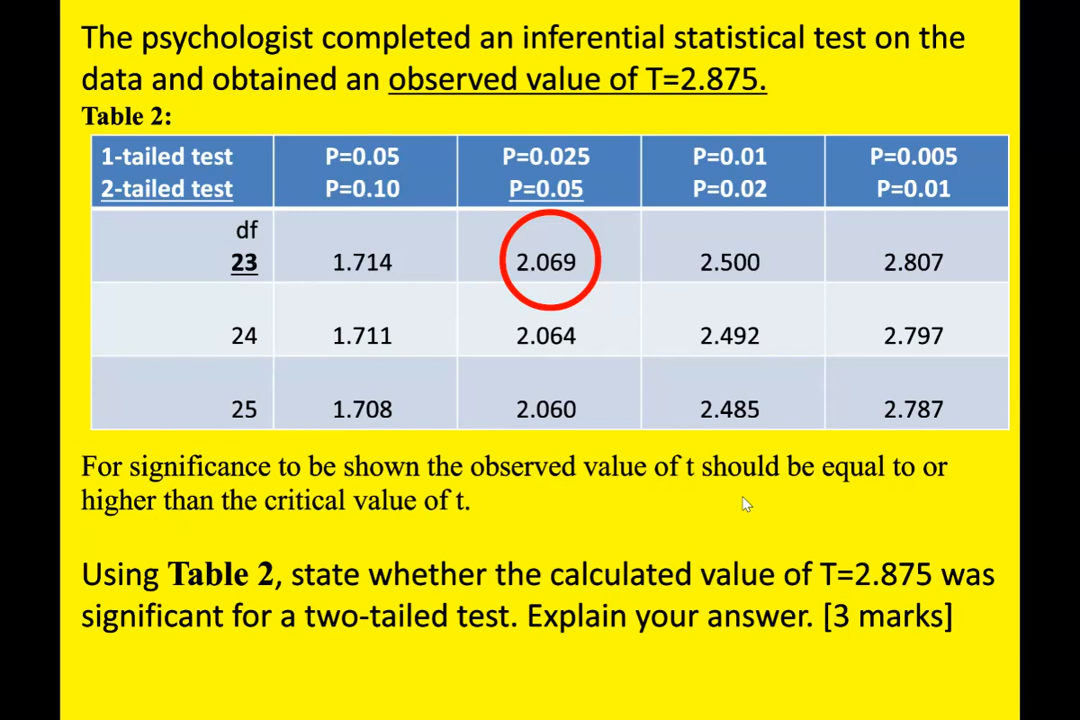 The psychologist completed an inferential statistical test on the
data and obtained an observed value of T=2.875.
Table 2:
1-tailed test P=0.05 P=0.025 P=0.01 P=0.005
2-tailed test P=0.10 P=0.05 P=0.02 P=0.01
df
23 1.714 2.069 2.500 2.807
24 1.711 2.064 2.492 2.797
25 1.708 2.060 2.485 2.787
For significance to be shown the observed value of t should be equal to or
higher than the critical value of t.
Using Table 2, state whether the calculated value of T=2.875 was
significant for a two-tailed test. Explain your answer. [3 marks]